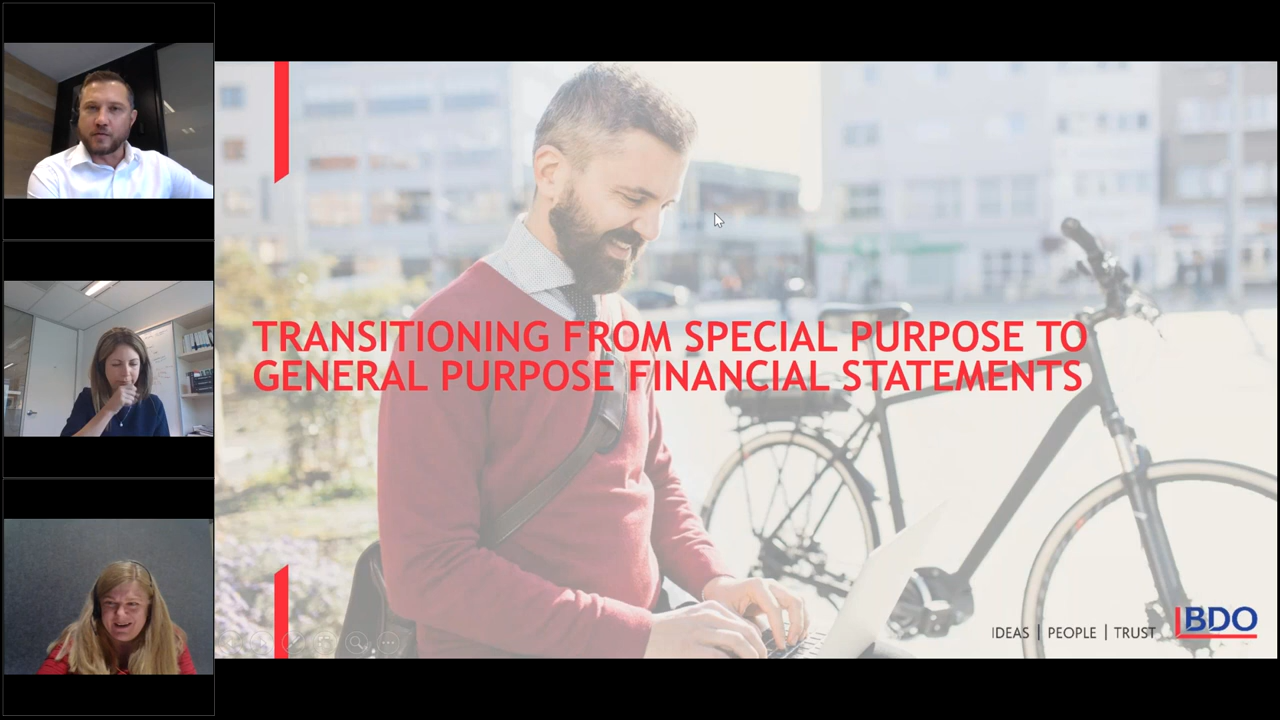 TRANSITIONING FROM SPECIAL PURPOSE TO
GENERAL PURPOSE FINANCIAL STATEMENTS
IDEAS | PEOPLE | TRUST
BDO